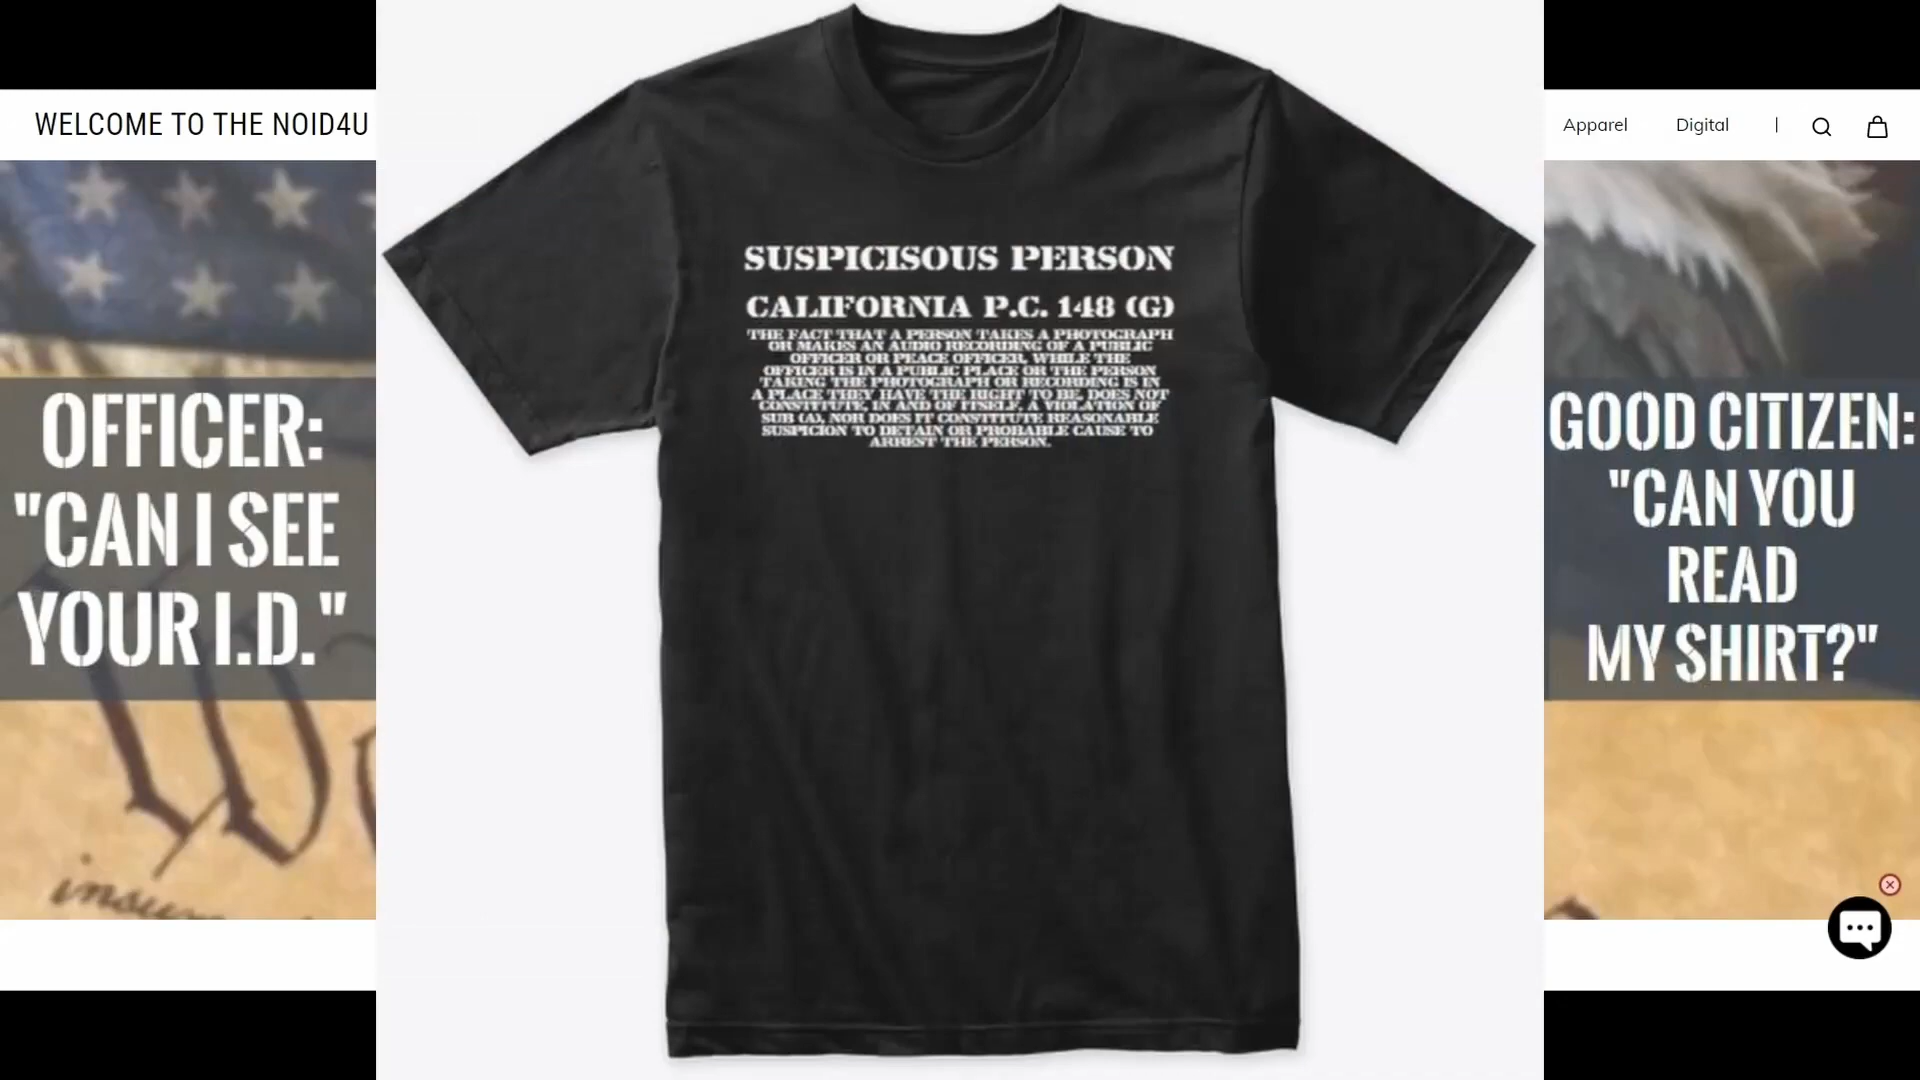 WELCOME TO THE NOID4U
Apparel
Digital
OFFICER:
"CAN I SEE
YOUR I.D."
SUSPICISOUS PERSON
CALIFORNIA P.C. 148 (G)
THE FACT THAT A PERSON TAKES A PHOTOGRAPH
OR MAKES AN AUDIO RECORDING OF A PUBLIC
OFFICER OR PEACE OFFICER, WHILE THE
OFFICER IS IN A PUBLIC PLACE OR THE PERSON
TAKING THE PHOTOGRAPH OR RECORDING IS IN
A PLACE THEY HAVE THE RIGHT TO BE, DOES NOT
CONSTITUTE, IN AND OF ITSELF, A VIOLATION OF
SUB (A), NOR DOES IT CONSTITUTE REASONABLE
SUSPICION TO DETAIN OR PROBABLE CAUSE TO
ARREST THE PERSON.
GOOD CITIZEN:
"CAN YOU
READ
MY SHIRT?"